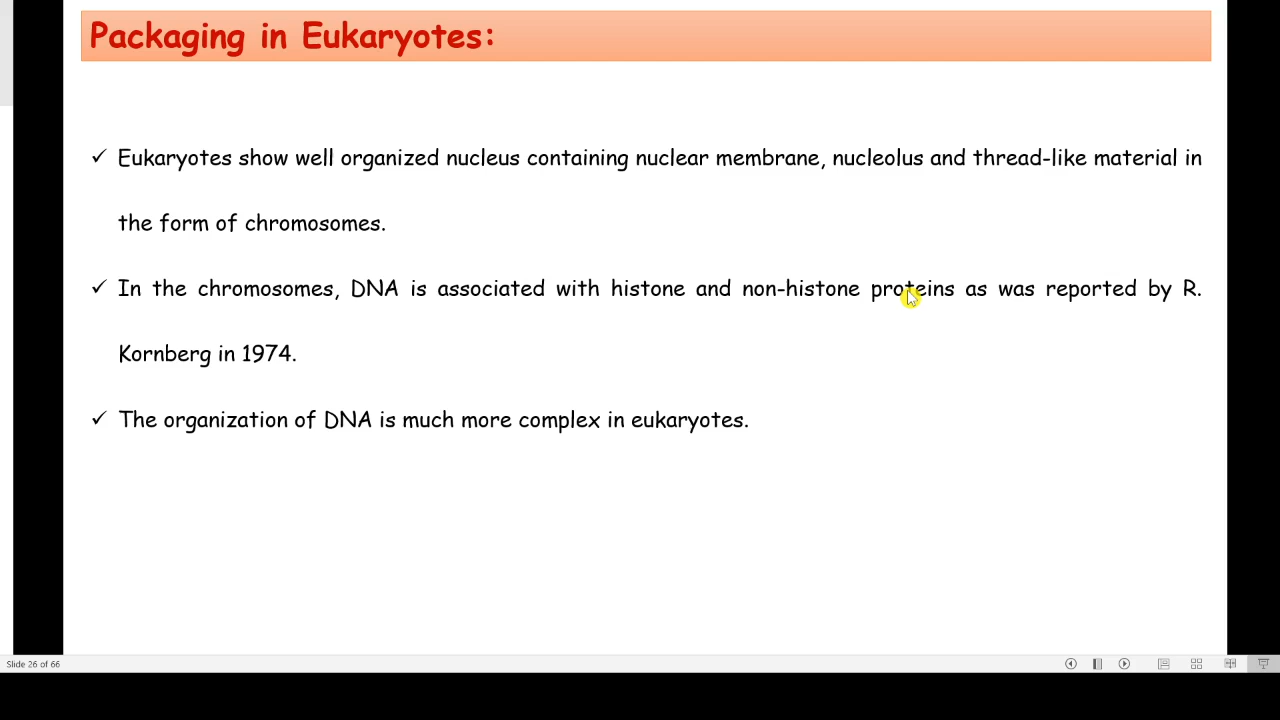 Packaging in Eukaryotes:
✓ Eukaryotes show well organized nucleus containing nuclear membrane, nucleolus and thread-like material in
the form of chromosomes.
✓ In the chromosomes, DNA is associated with histone and non-histone proteins as was reported by R.
Kornberg in 1974.
✓ The organization of DNA is much more complex in eukaryotes.
Slide 26 of 66